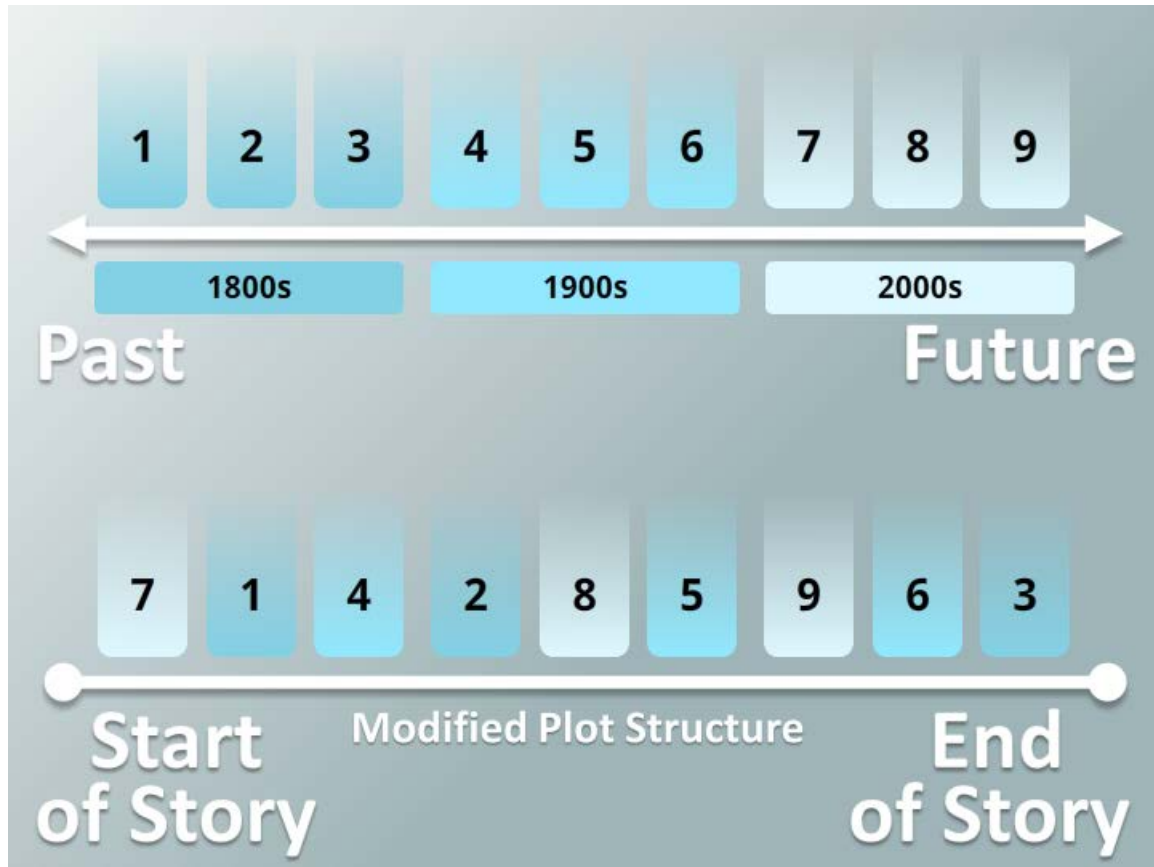 1 2 3 4 5 6 7 8 9
1800s 1900s 2000s
Past Future
7 1 4 2 8 5 9 6 3
Start
of Story
Modified Plot Structure
End
of Story